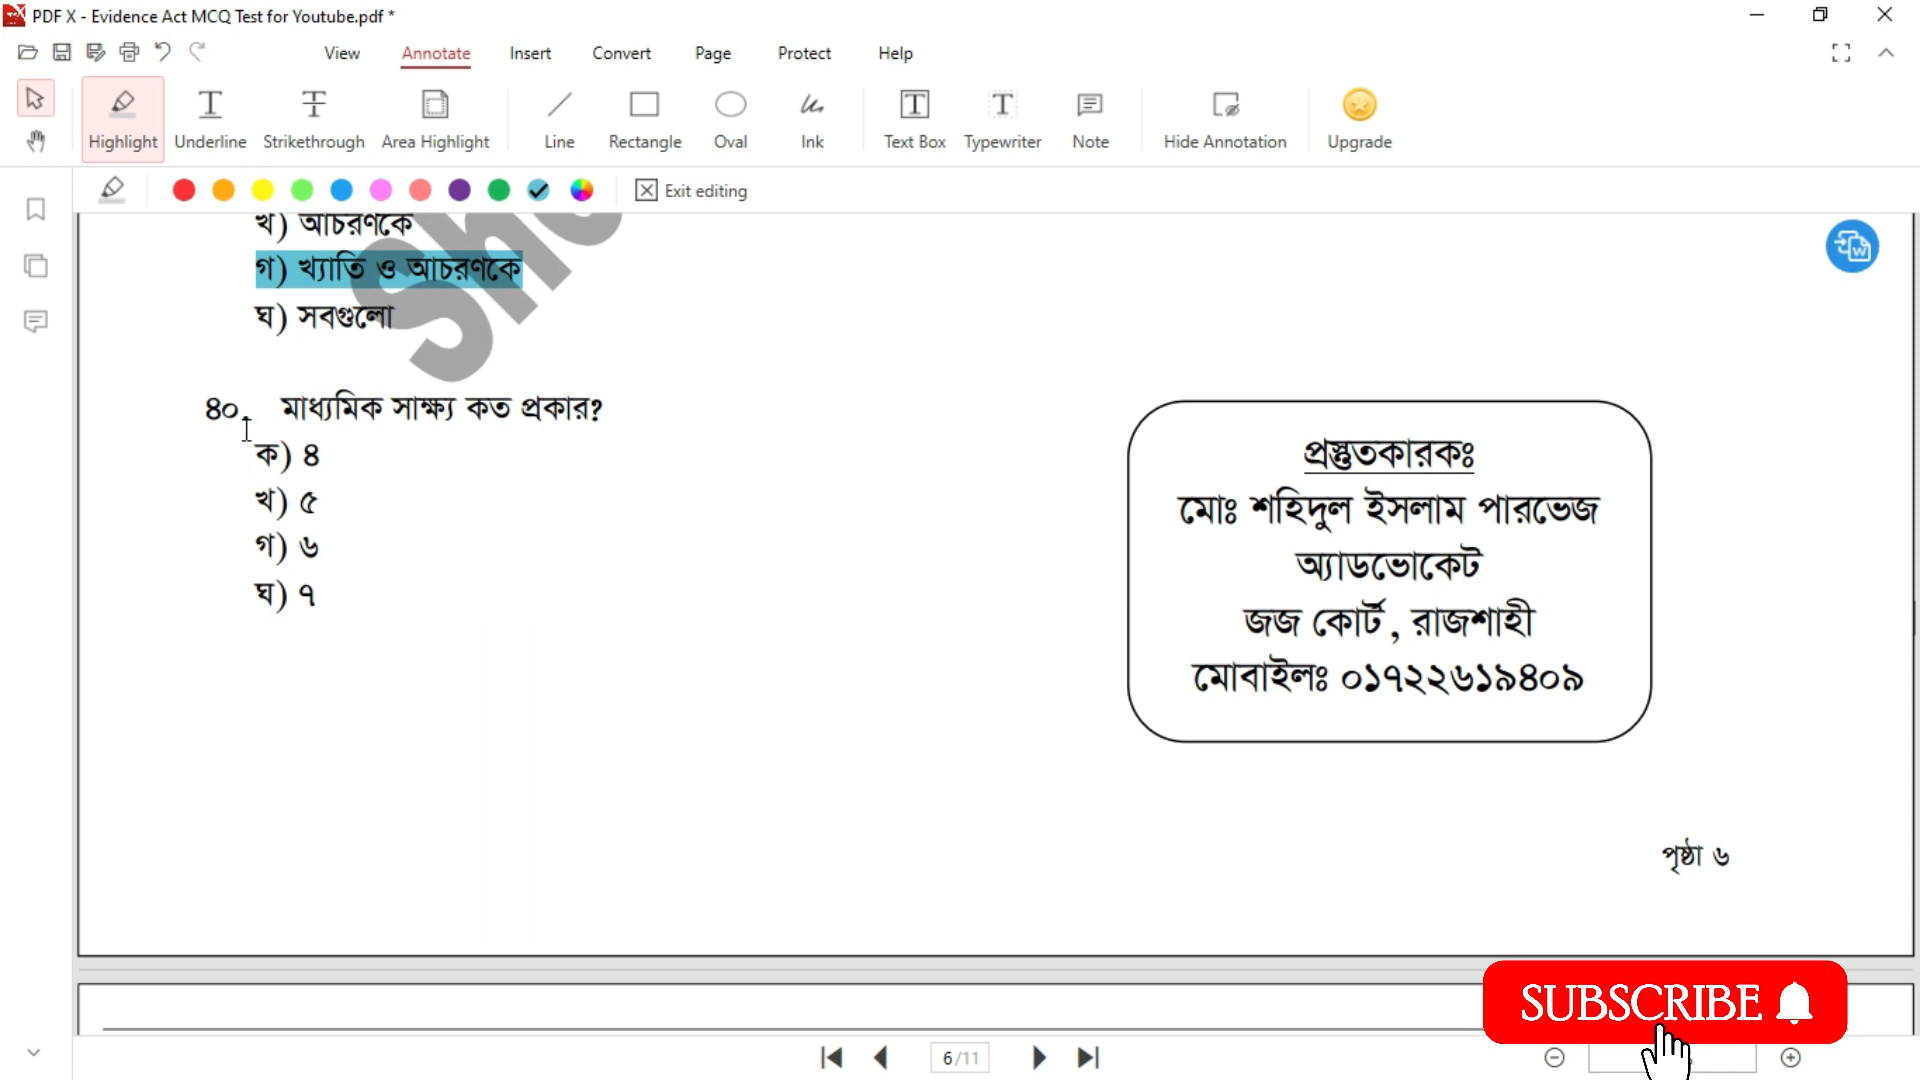 PDF X - Evidence Act MCQ Test for Youtube.pdf *
View Annotate Insert Convert Page Protect Help
Highlight Underline Strikethrough Area Highlight Line Rectangle Oval Ink Text Box Typewriter Note Hide Annotation Upgrade
Exit editing
খ) আচরণকে
গ) খ্যাতি ও আচরণকে
ঘ) সবগুলো
৪০. মাধ্যমিক সাক্ষ্য কত প্রকার?
ক) ৪
খ) ৫
গ) ৬
ঘ) ৭
প্রস্তুতকারকঃ
মোঃ শহিদুল ইসলাম পারভেজ
অ্যাডভোকেট
জজ কোর্ট, রাজশাহী
মোবাইলঃ ০১৭২২৬১৯৪০৯
পৃষ্ঠা ৬
SUBSCRIBE
6/11